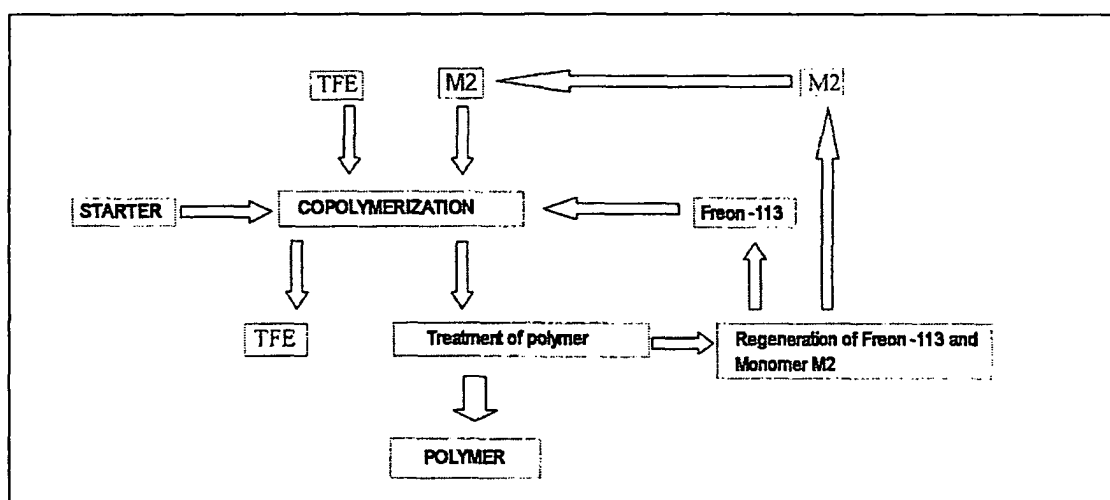 TFE
M2
M2
STARTER
COPOLYMERIZATION
Freon -113
TFE
Treatment of polymer
Regeneration of Freon -113 and
Monomer M2
POLYMER